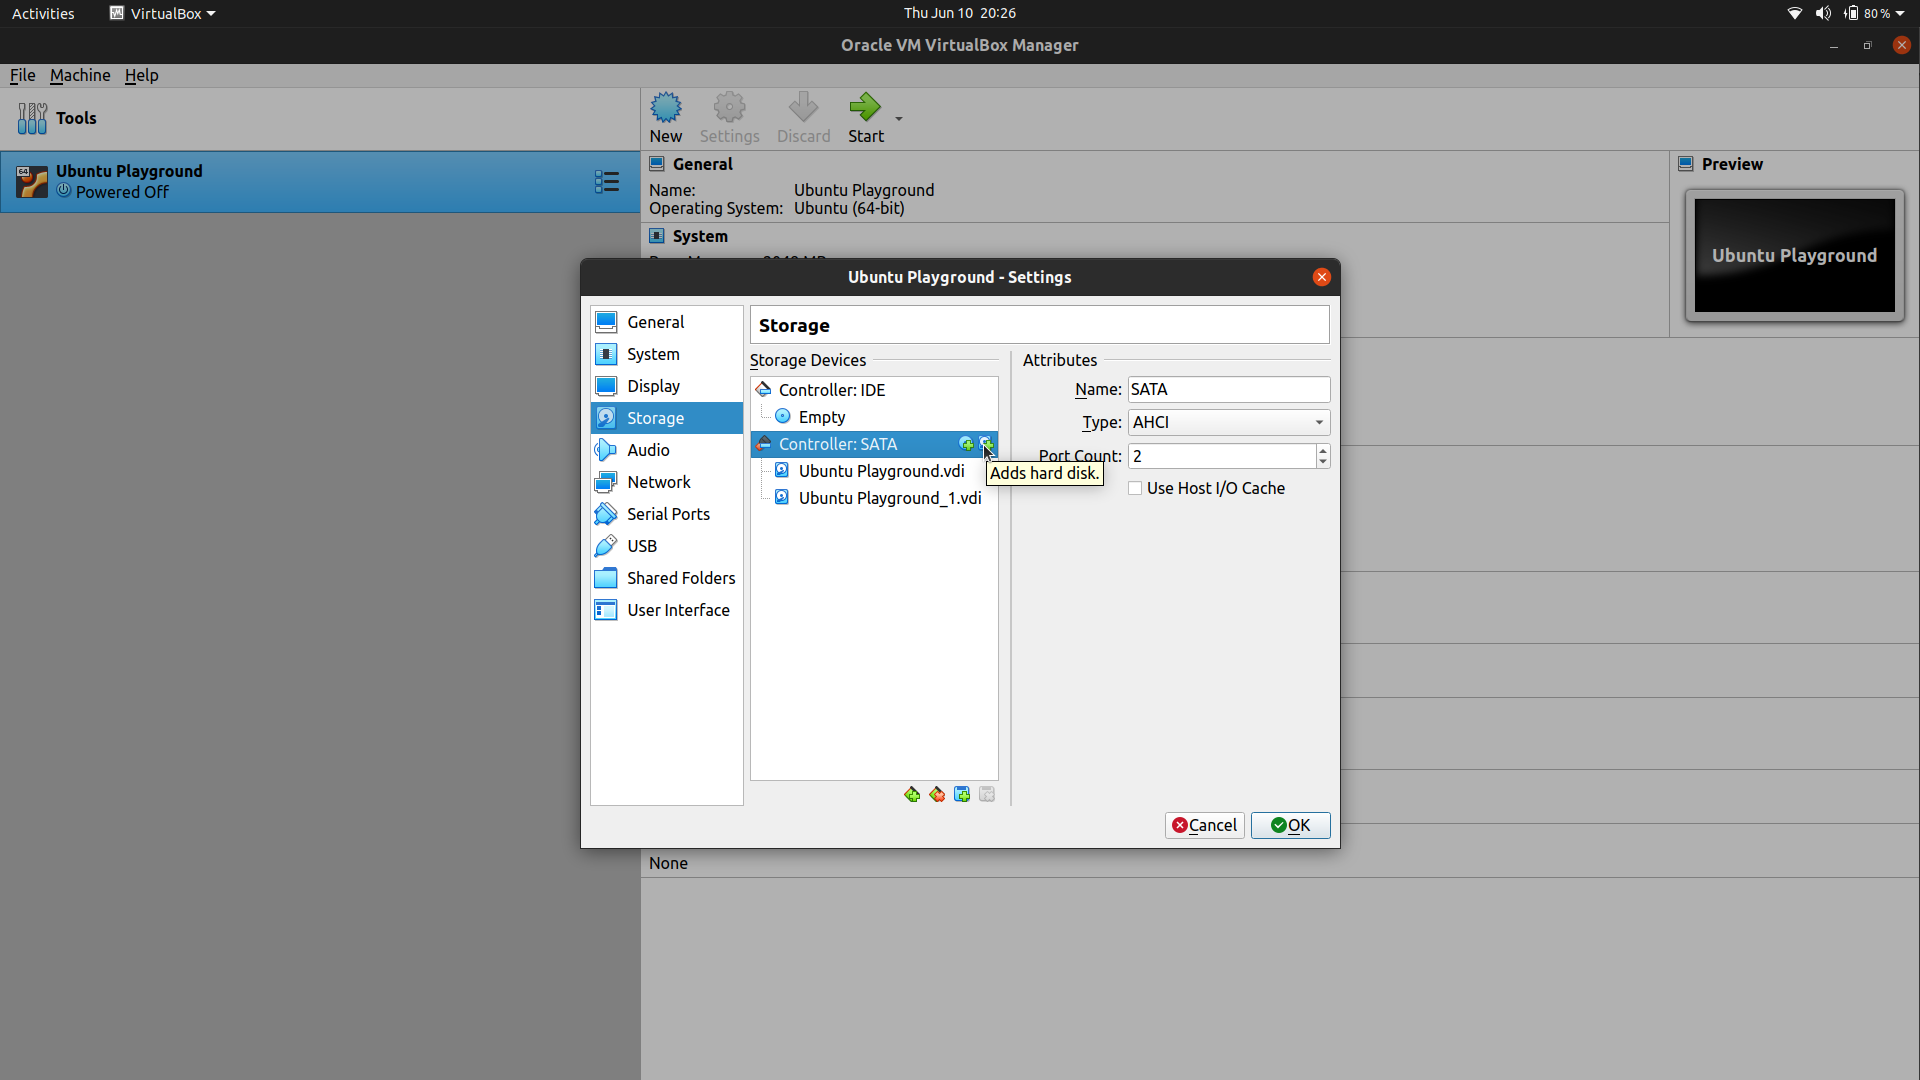 Activities VirtualBox Thu Jun 10 20:26 80 %
Oracle VM VirtualBox Manager
File Machine Help
Tools
New Settings Discard Start
Ubuntu Playground
Powered Off
64
General
Name: Ubuntu Playground
Operating System: Ubuntu (64-bit)
System
Preview
Ubuntu Playground
Ubuntu Playground - Settings
General
System
Display
Storage
Audio
Network
Serial Ports
USB
Shared Folders
User Interface
Storage
Storage Devices
Controller: IDE
Empty
Controller: SATA
Ubuntu Playground.vdi
Ubuntu Playground_1.vdi
Attributes
Name: SATA
Type: AHCI
Port Count: 2
Adds hard disk.
Use Host I/O Cache
Cancel OK
None